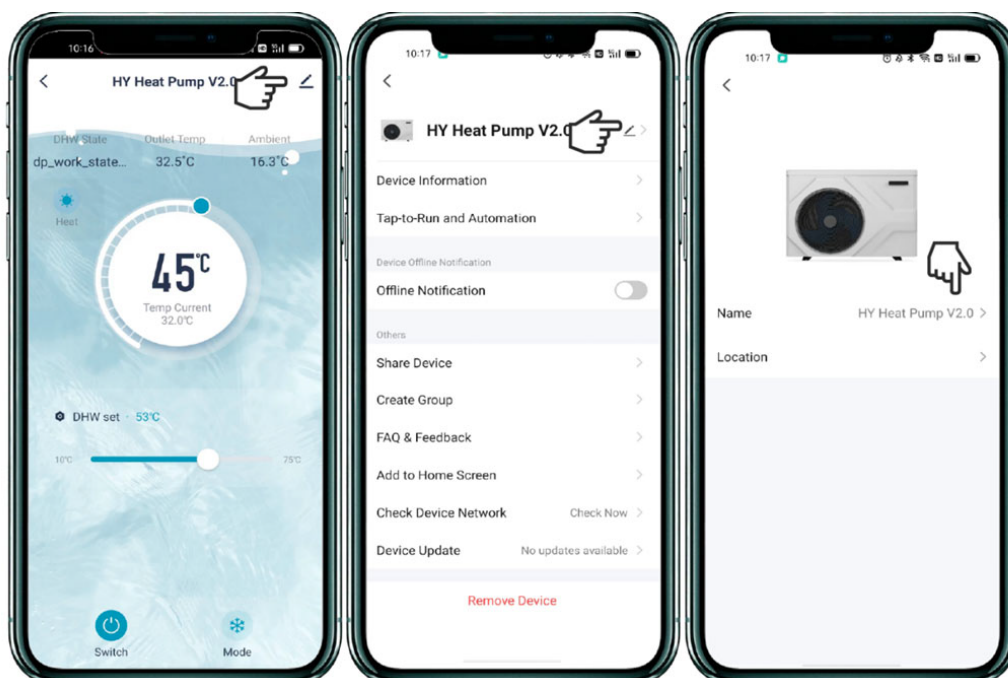 10:16
HY Heat Pump V2.0
DHW State Outlet Temp Ambient
dp_work_state... 32.5°C 16.3°C
Heat
45°C
Temp Current
32.0°C
DHW set · 53°C
10°C 75°C
Switch Mode
10:17
HY Heat Pump V2.0
Device Information
Tap-to-Run and Automation
Device Offline Notification
Offline Notification
Others
Share Device
Create Group
FAQ & Feedback
Add to Home Screen
Check Device Network Check Now
Device Update No updates available
Remove Device
10:17
Name HY Heat Pump V2.0
Location